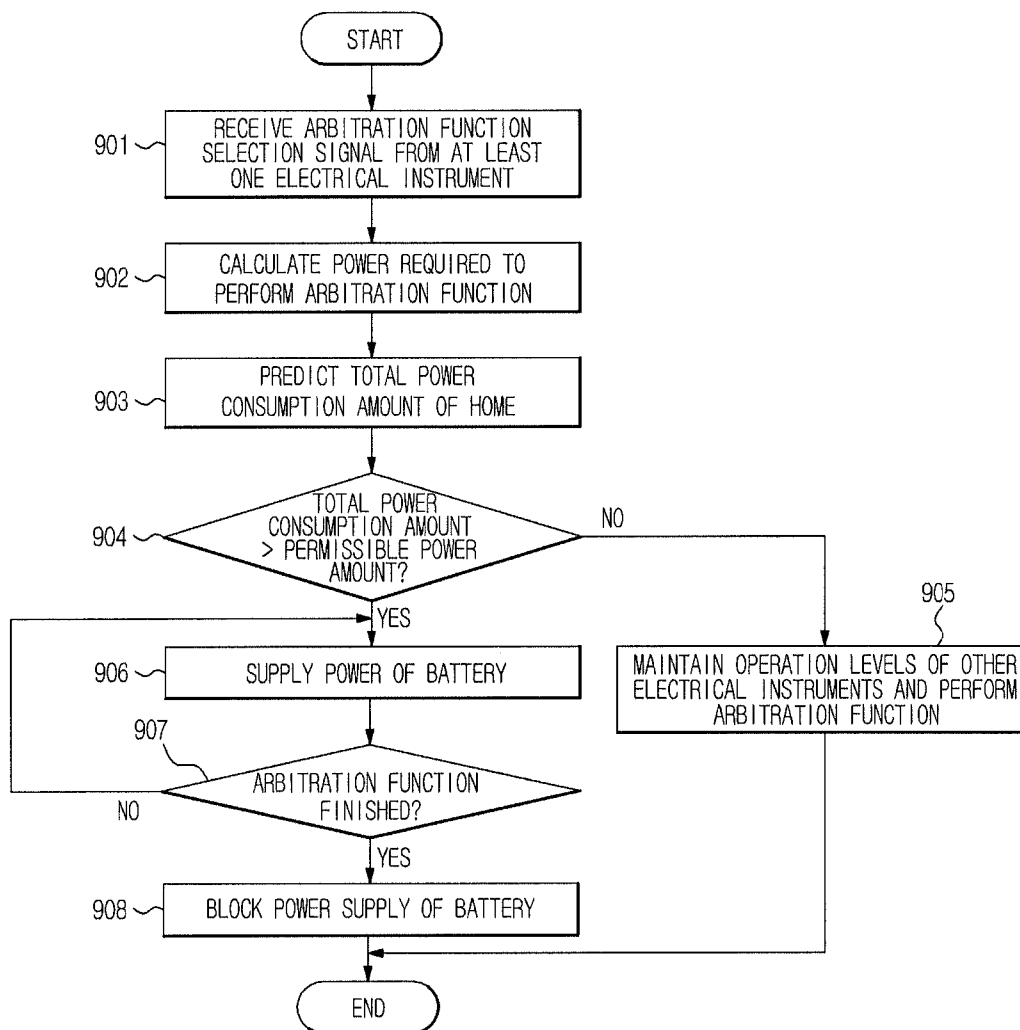 START
901
RECEIVE ARBITRATION FUNCTION
SELECTION SIGNAL FROM AT LEAST
ONE ELECTRICAL INSTRUMENT
902
CALCULATE POWER REQUIRED TO
PERFORM ARBITRATION FUNCTION
903
PREDICT TOTAL POWER
CONSUMPTION AMOUNT OF HOME
904
TOTAL POWER
CONSUMPTION AMOUNT
> PERMISSIBLE POWER
AMOUNT?
NO
YES
905
MAINTAIN OPERATION LEVELS OF OTHER
ELECTRICAL INSTRUMENTS AND PERFORM
ARBITRATION FUNCTION
906
SUPPLY POWER OF BATTERY
907
ARBITRATION FUNCTION
FINISHED?
NO
YES
908
BLOCK POWER SUPPLY OF BATTERY
END